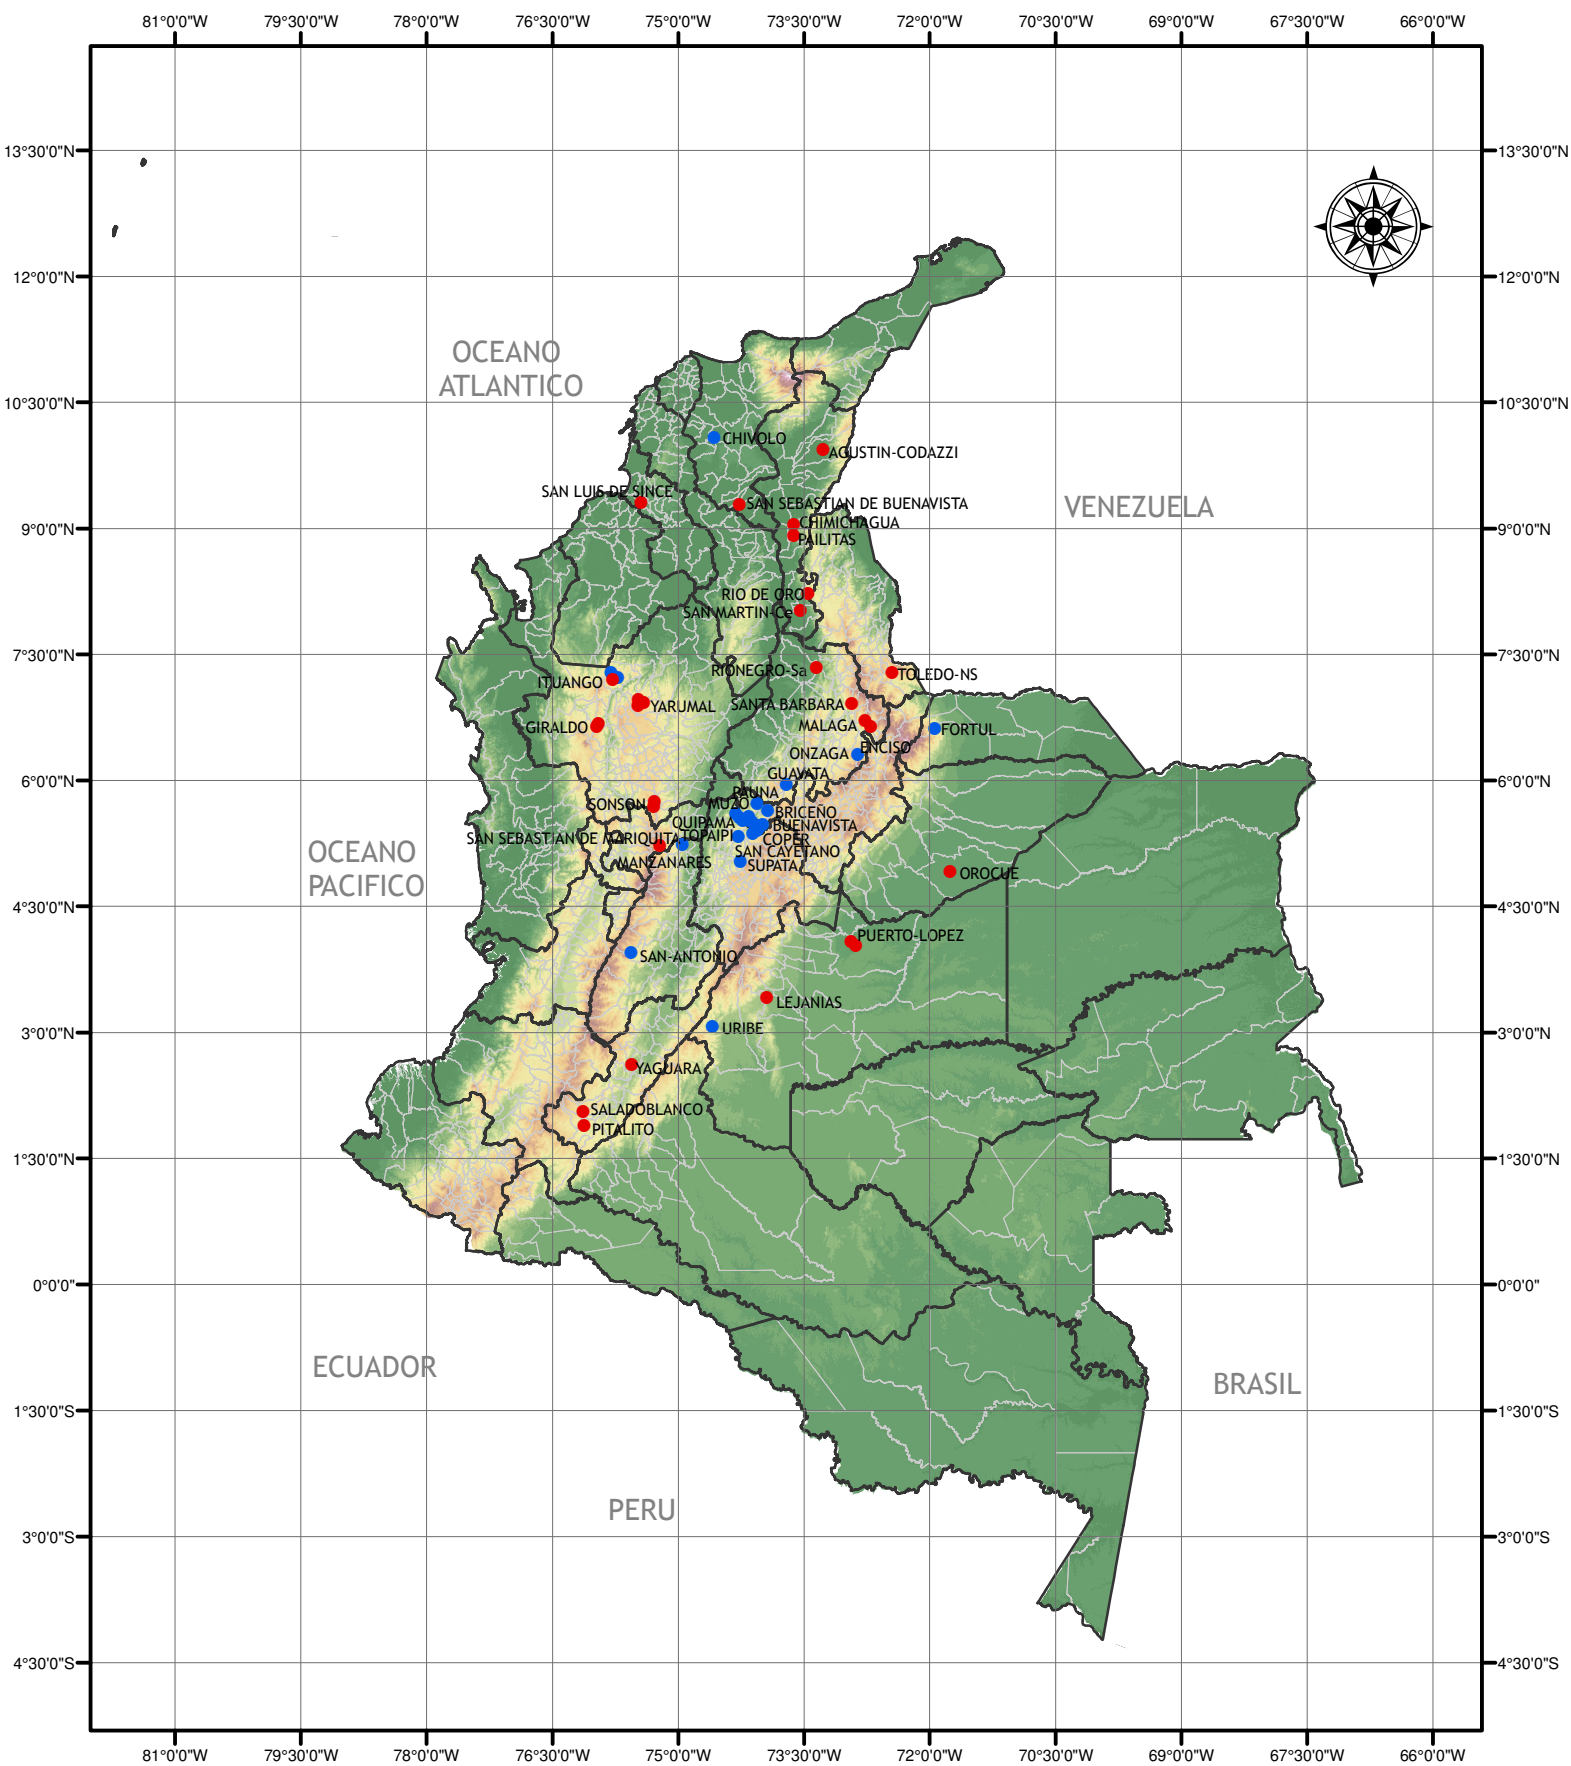 81°0'0"W 79°30'0"W 78°0'0"W 76°30'0"W 75°0'0"W 73°30'0"W 72°0'0"W 70°30'0"W 69°0'0"W 67°30'0"W 66°0'0"W
13°30'0"N 13°30'0"N
12°0'0"N 12°0'0"N
OCEANO
ATLANTICO
10°30'0"N 10°30'0"N
CHIVOLO
AGUSTIN-CODAZZI
SAN LUIS DE SINCE
SAN SEBASTIAN DE BUENAVISTA
VENEZUELA
CHIMICHAGUA
9°0'0"N 9°0'0"N
PAILITAS
RIO DE ORO
SAN MARTIN-Ce
7°30'0"N 7°30'0"N
RIONEGRO-Sa
TOLEDO-NS
ITUANGO
YARUMAL
SANTA BARBARA
GIRALDO
MALAGA
FORTUL
ENCISO
ONZAGA
GUAVATA
6°0'0"N 6°0'0"N
PAUNA
SONSON
MUZO
BRICEÑO
QUIPAMA
BUENAVISTA
SAN SEBASTIAN DE MARIQUITA
TOPAIPI
COPER
SAN CAYETANO
MANZANARES
SUPATA
OCEANO
PACIFICO
OROCUE
4°30'0"N 4°30'0"N
PUERTO-LOPEZ
SAN-ANTONIO
LEJANIAS
URIBE
3°0'0"N 3°0'0"N
YAGUARA
SALADOBLANCO
PITALITO
1°30'0"N 1°30'0"N
0°0'0" 0°0'0"
ECUADOR
BRASIL
1°30'0"S 1°30'0"S
PERU
3°0'0"S 3°0'0"S
4°30'0"S 4°30'0"S
81°0'0"W 79°30'0"W 78°0'0"W 76°30'0"W 75°0'0"W 73°30'0"W 72°0'0"W 70°30'0"W 69°0'0"W 67°30'0"W 66°0'0"W